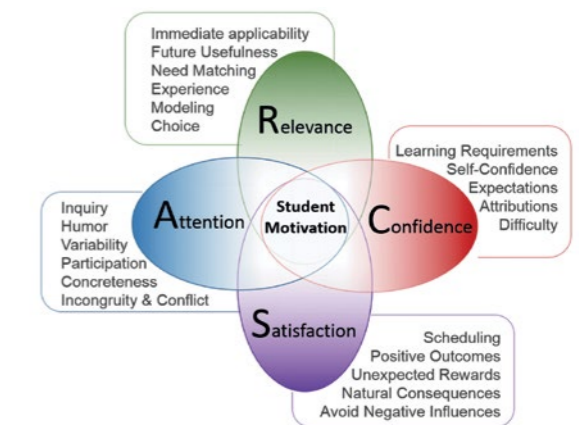 Immediate applicability
Future Usefulness
Need Matching
Experience
Modeling
Choice
Relevance
Learning Requirements
Self-Confidence
Expectations
Attributions
Difficulty
Inquiry
Humor
Variability
Participation
Concreteness
Incongruity & Conflict
Attention
Student
Motivation
Confidence
Satisfaction
Scheduling
Positive Outcomes
Unexpected Rewards
Natural Consequences
Avoid Negative Influences